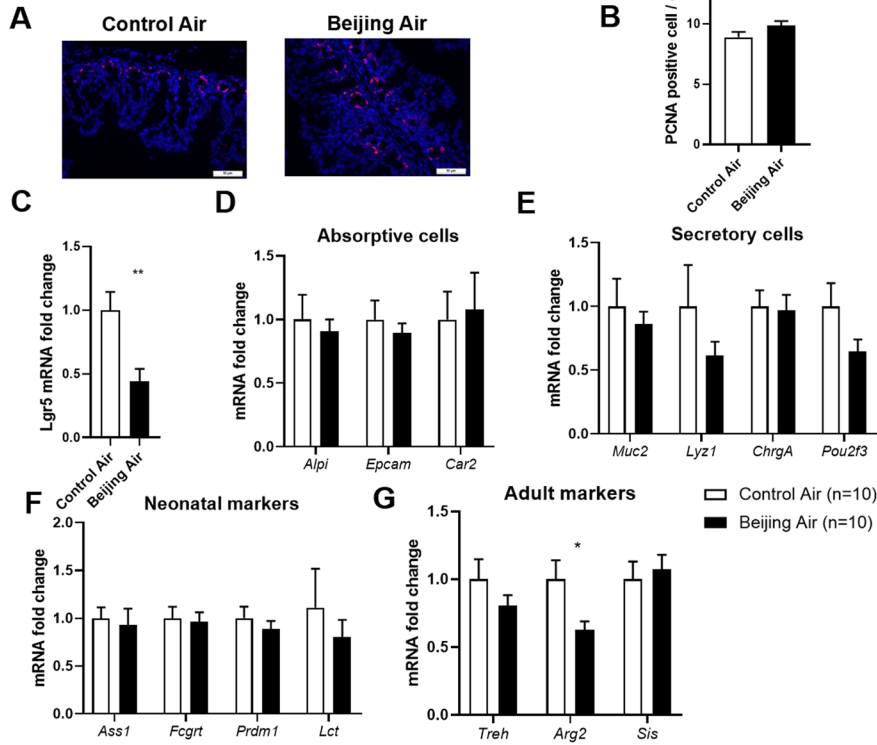 A
Control Air
Beijing Air
B
PCNA positive cell /
10
5
0
Control Air
Beijing Air
C
Lgr5 mRNA fold change
1.5
1.0
0.5
0.0
**
Control Air
Beijing Air
D
Absorptive cells
mRNA fold change
1.5
1.0
0.5
0.0
Alpi
Epcam
Car2
E
Secretory cells
mRNA fold change
1.5
1.0
0.5
0.0
Muc2
Lyz1
ChrgA
Pou2f3
F
Neonatal markers
mRNA fold change
2.0
1.5
1.0
0.5
0.0
Ass1
Fcgrt
Prdm1
Lct
G
Adult markers
mRNA fold change
1.5
1.0
0.5
0.0
*
Treh
Arg2
Sis
Control Air (n=10)
Beijing Air (n=10)